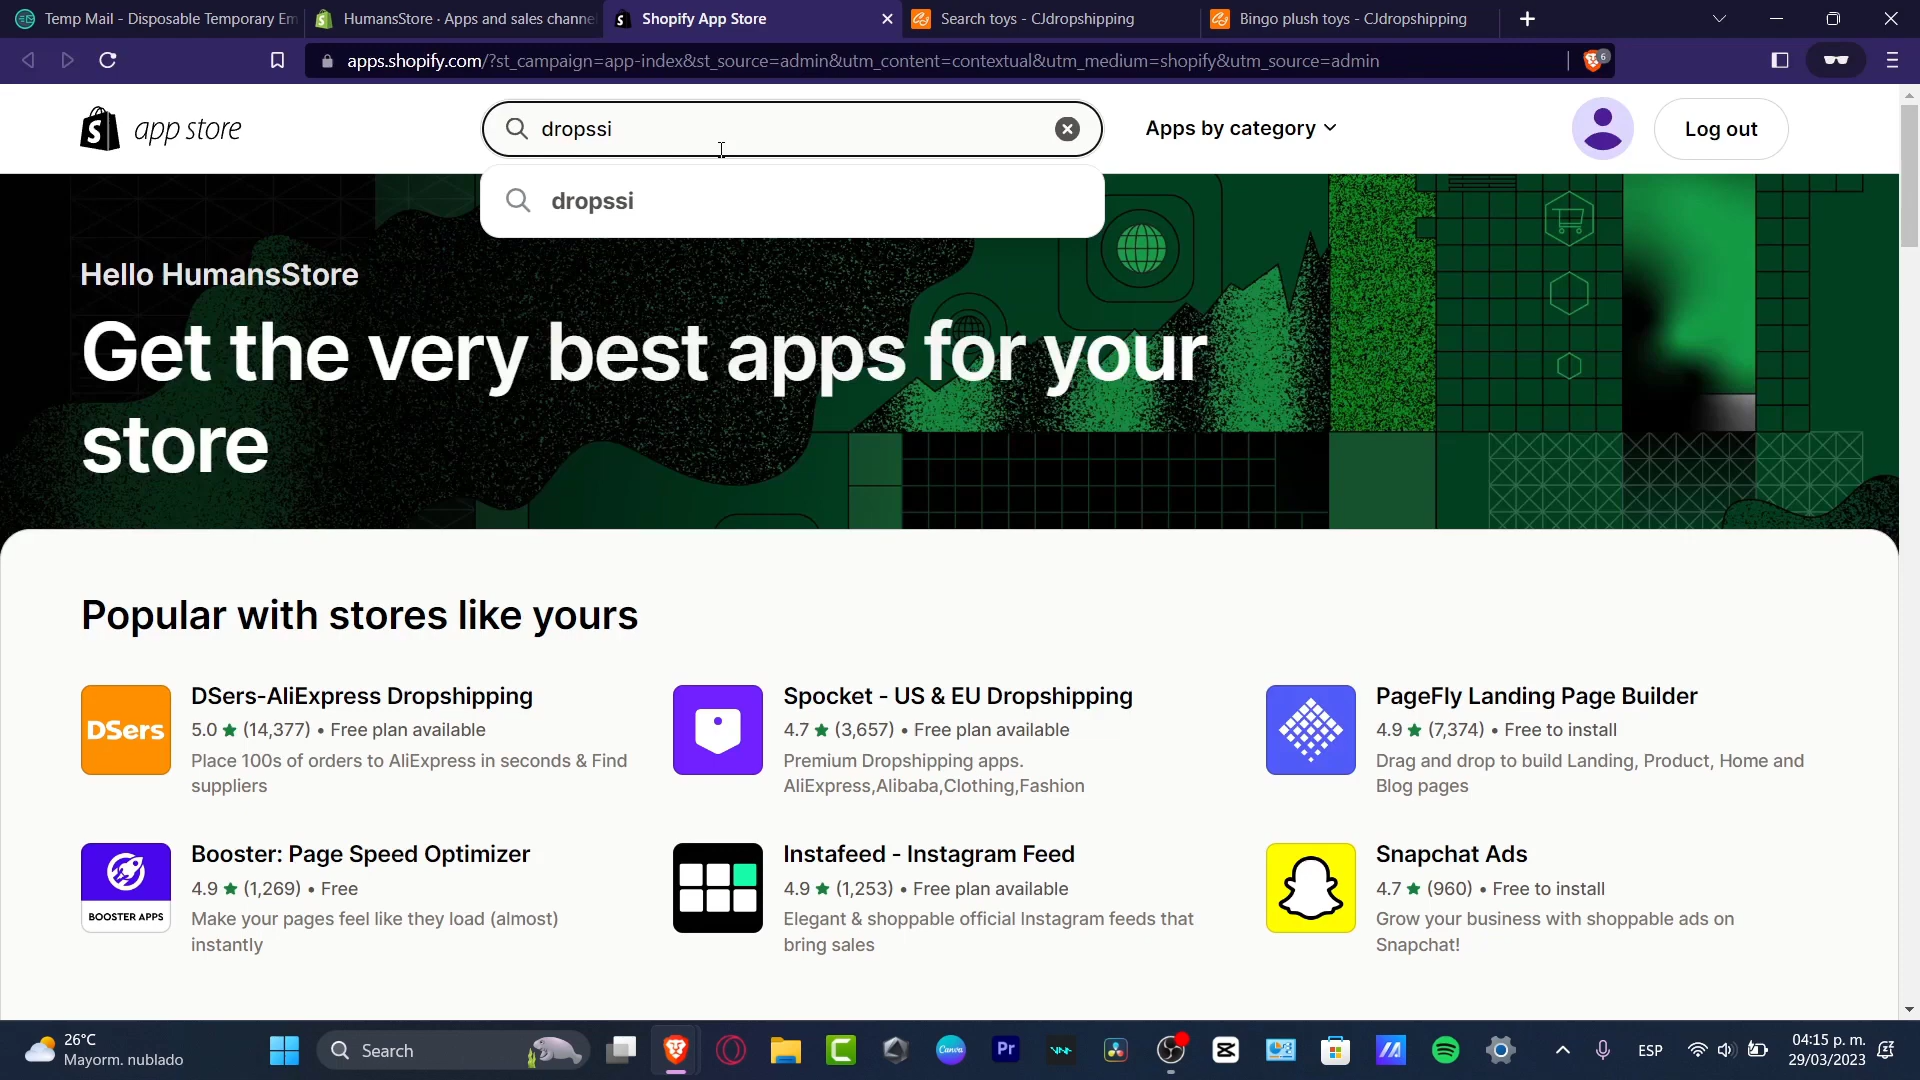 Temp Mail - Disposable Temporary Em
HumansStore · Apps and sales channe
Shopify App Store
Search toys - CJdropshipping
Bingo plush toys - CJdropshipping
apps.shopify.com/?st_campaign=app-index&st_source=admin&utm_content=contextual&utm_medium=shopify&utm_source=admin
6
app store
dropssi
Apps by category
Log out
dropssi
Hello HumansStore
Get the very best apps for your
store
Popular with stores like yours
DSers
DSers-AliExpress Dropshipping
5.0 ★ (14,377) • Free plan available
Place 100s of orders to AliExpress in seconds & Find
suppliers
Spocket - US & EU Dropshipping
4.7 ★ (3,657) • Free plan available
Premium Dropshipping apps.
AliExpress,Alibaba,Clothing,Fashion
PageFly Landing Page Builder
4.9 ★ (7,374) • Free to install
Drag and drop to build Landing, Product, Home and
Blog pages
BOOSTER APPS
Booster: Page Speed Optimizer
4.9 ★ (1,269) • Free
Make your pages feel like they load (almost)
instantly
Instafeed - Instagram Feed
4.9 ★ (1,253) • Free plan available
Elegant & shoppable official Instagram feeds that
bring sales
Snapchat Ads
4.7 ★ (960) • Free to install
Grow your business with shoppable ads on
Snapchat!
26°C
Mayorm. nublado
Search
Canva
Pr
ESP
04:15 p. m.
29/03/2023